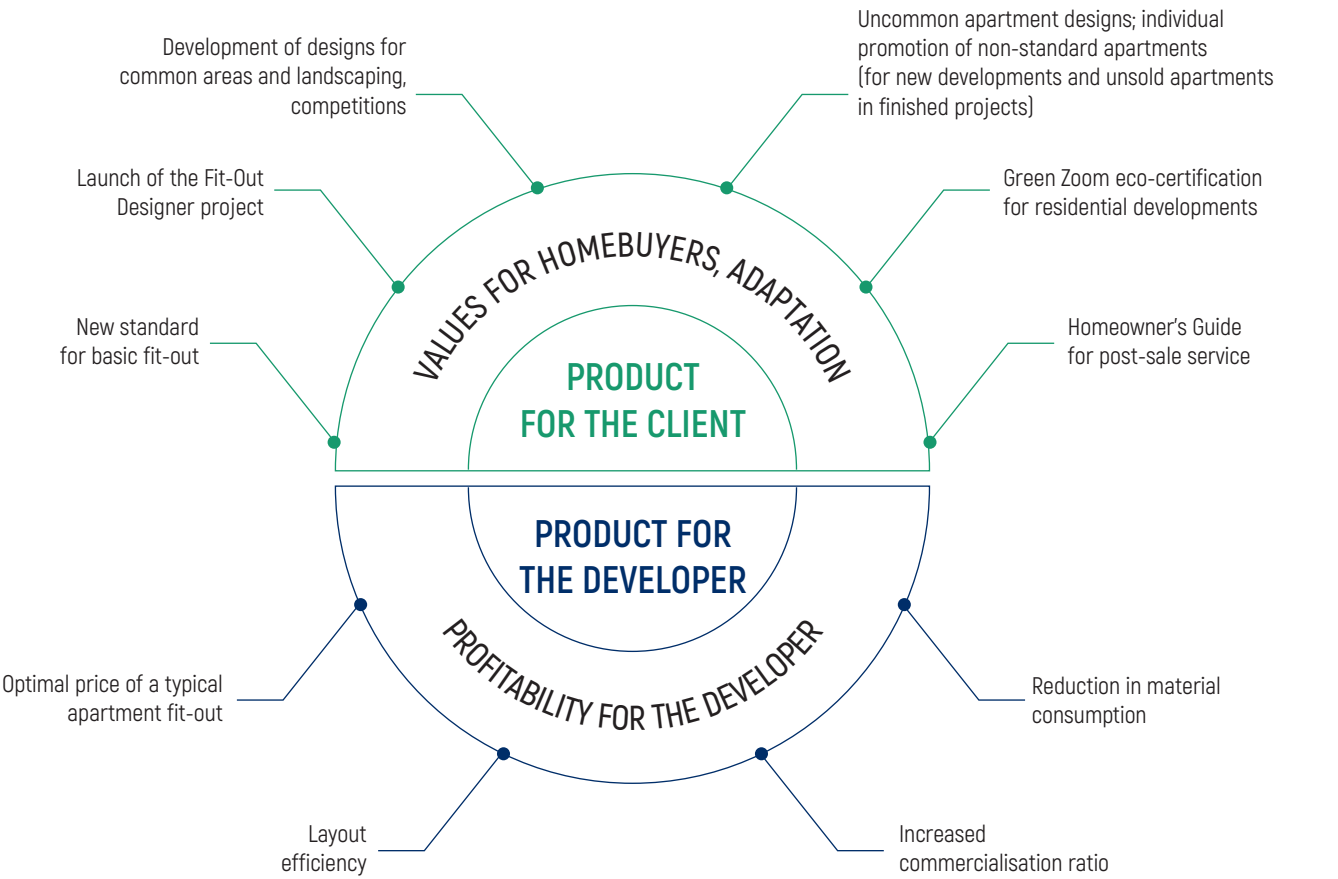 Development of designs for
common areas and landscaping,
competitions
Uncommon apartment designs; individual
promotion of non-standard apartments
(for new developments and unsold apartments
in finished projects)
Launch of the Fit-Out
Designer project
Green Zoom eco-certification
for residential developments
New standard
for basic fit-out
Homeowner's Guide
for post-sale service
VALUES FOR HOMEBUYERS, ADAPTATION
PRODUCT
FOR THE CLIENT
PRODUCT FOR
THE DEVELOPER
PROFITABILITY FOR THE DEVELOPER
Optimal price of a typical
apartment fit-out
Reduction in material
consumption
Layout
efficiency
Increased
commercialisation ratio